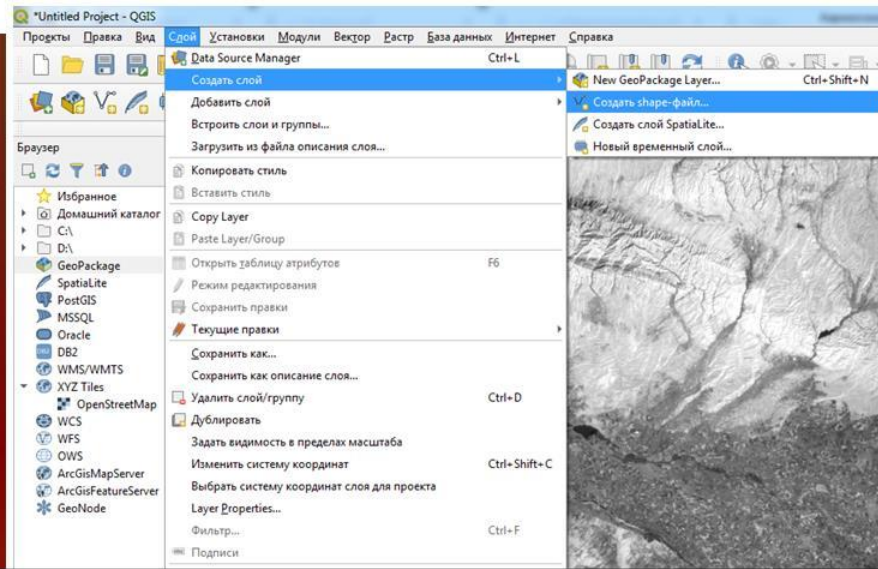 *Untitled Project - QGIS
Проекты Правка Вид Слой Установки Модули Вектор Растр База данных Интернет Справка
Data Source Manager Ctrl+L
Создать слой
Добавить слой
Встроить слои и группы...
Загрузить из файла описания слоя...
Копировать стиль
Вставить стиль
Copy Layer
Paste Layer/Group
Открыть таблицу атрибутов F6
Режим редактирования
Сохранить правки
Текущие правки
Сохранить как...
Сохранить как описание слоя...
Удалить слой/группу Ctrl+D
Дублировать
Задать видимость в пределах масштаба
Изменить систему координат Ctrl+Shift+C
Выбрать систему координат слоя для проекта
Layer Properties...
Фильтр... Ctrl+F
Подписи
New GeoPackage Layer... Ctrl+Shift+N
Создать shape-файл...
Создать слой SpatiaLite...
Новый временный слой...
Браузер
Избранное
Домашний каталог
C:\
D:\
GeoPackage
SpatiaLite
PostGIS
MSSQL
Oracle
DB2
WMS/WMTS
XYZ Tiles
OpenStreetMap
WCS
WFS
OWS
ArcGisMapServer
ArcGisFeatureServer
GeoNode